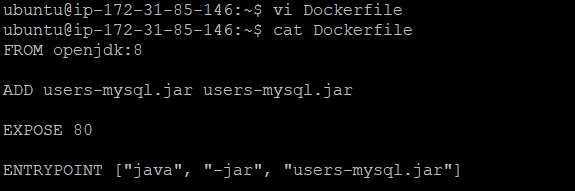 ubuntu@ip-172-31-85-146:~$ vi Dockerfile
ubuntu@ip-172-31-85-146:~$ cat Dockerfile
FROM openjdk:8
ADD users-mysql.jar users-mysql.jar
EXPOSE 80
ENTRYPOINT ["java", "-jar", "users-mysql.jar"]